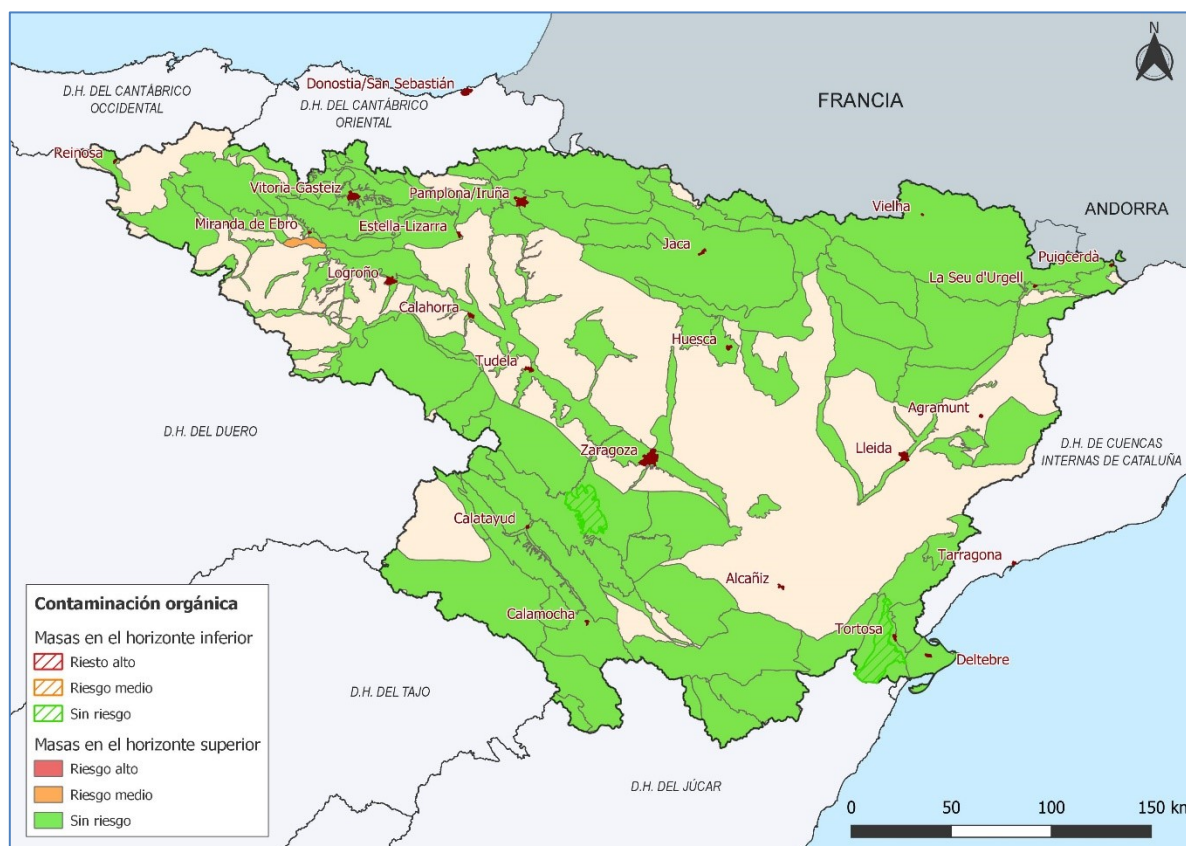 N
Donostia/San Sebastián
D.H. DEL CANTÁBRICO
OCCIDENTAL
D.H. DEL CANTÁBRICO
ORIENTAL
FRANCIA
Reinosa
Vitoria-Gasteiz
Pamplona/Iruña
Vielha
ANDORRA
Miranda de Ebro
Estella-Lizarra
Jaca
Puigcerdà
La Seu d'Urgell
Logroño
Calahorra
Huesca
Tudela
Agramunt
D.H. DEL DUERO
Zaragoza
Lleida
D.H. DE CUENCAS
INTERNAS DE CATALUÑA
Calatayud
Tarragona
Alcañiz
Calamocha
Tortosa
Deltebre
D.H. DEL TAJO
D.H. DEL JÚCAR
Contaminación orgánica
Masas en el horizonte inferior
Riesto alto
Riesgo medio
Sin riesgo
Masas en el horizonte superior
Riesgo alto
Riesgo medio
Sin riesgo
0 50 100 150 km